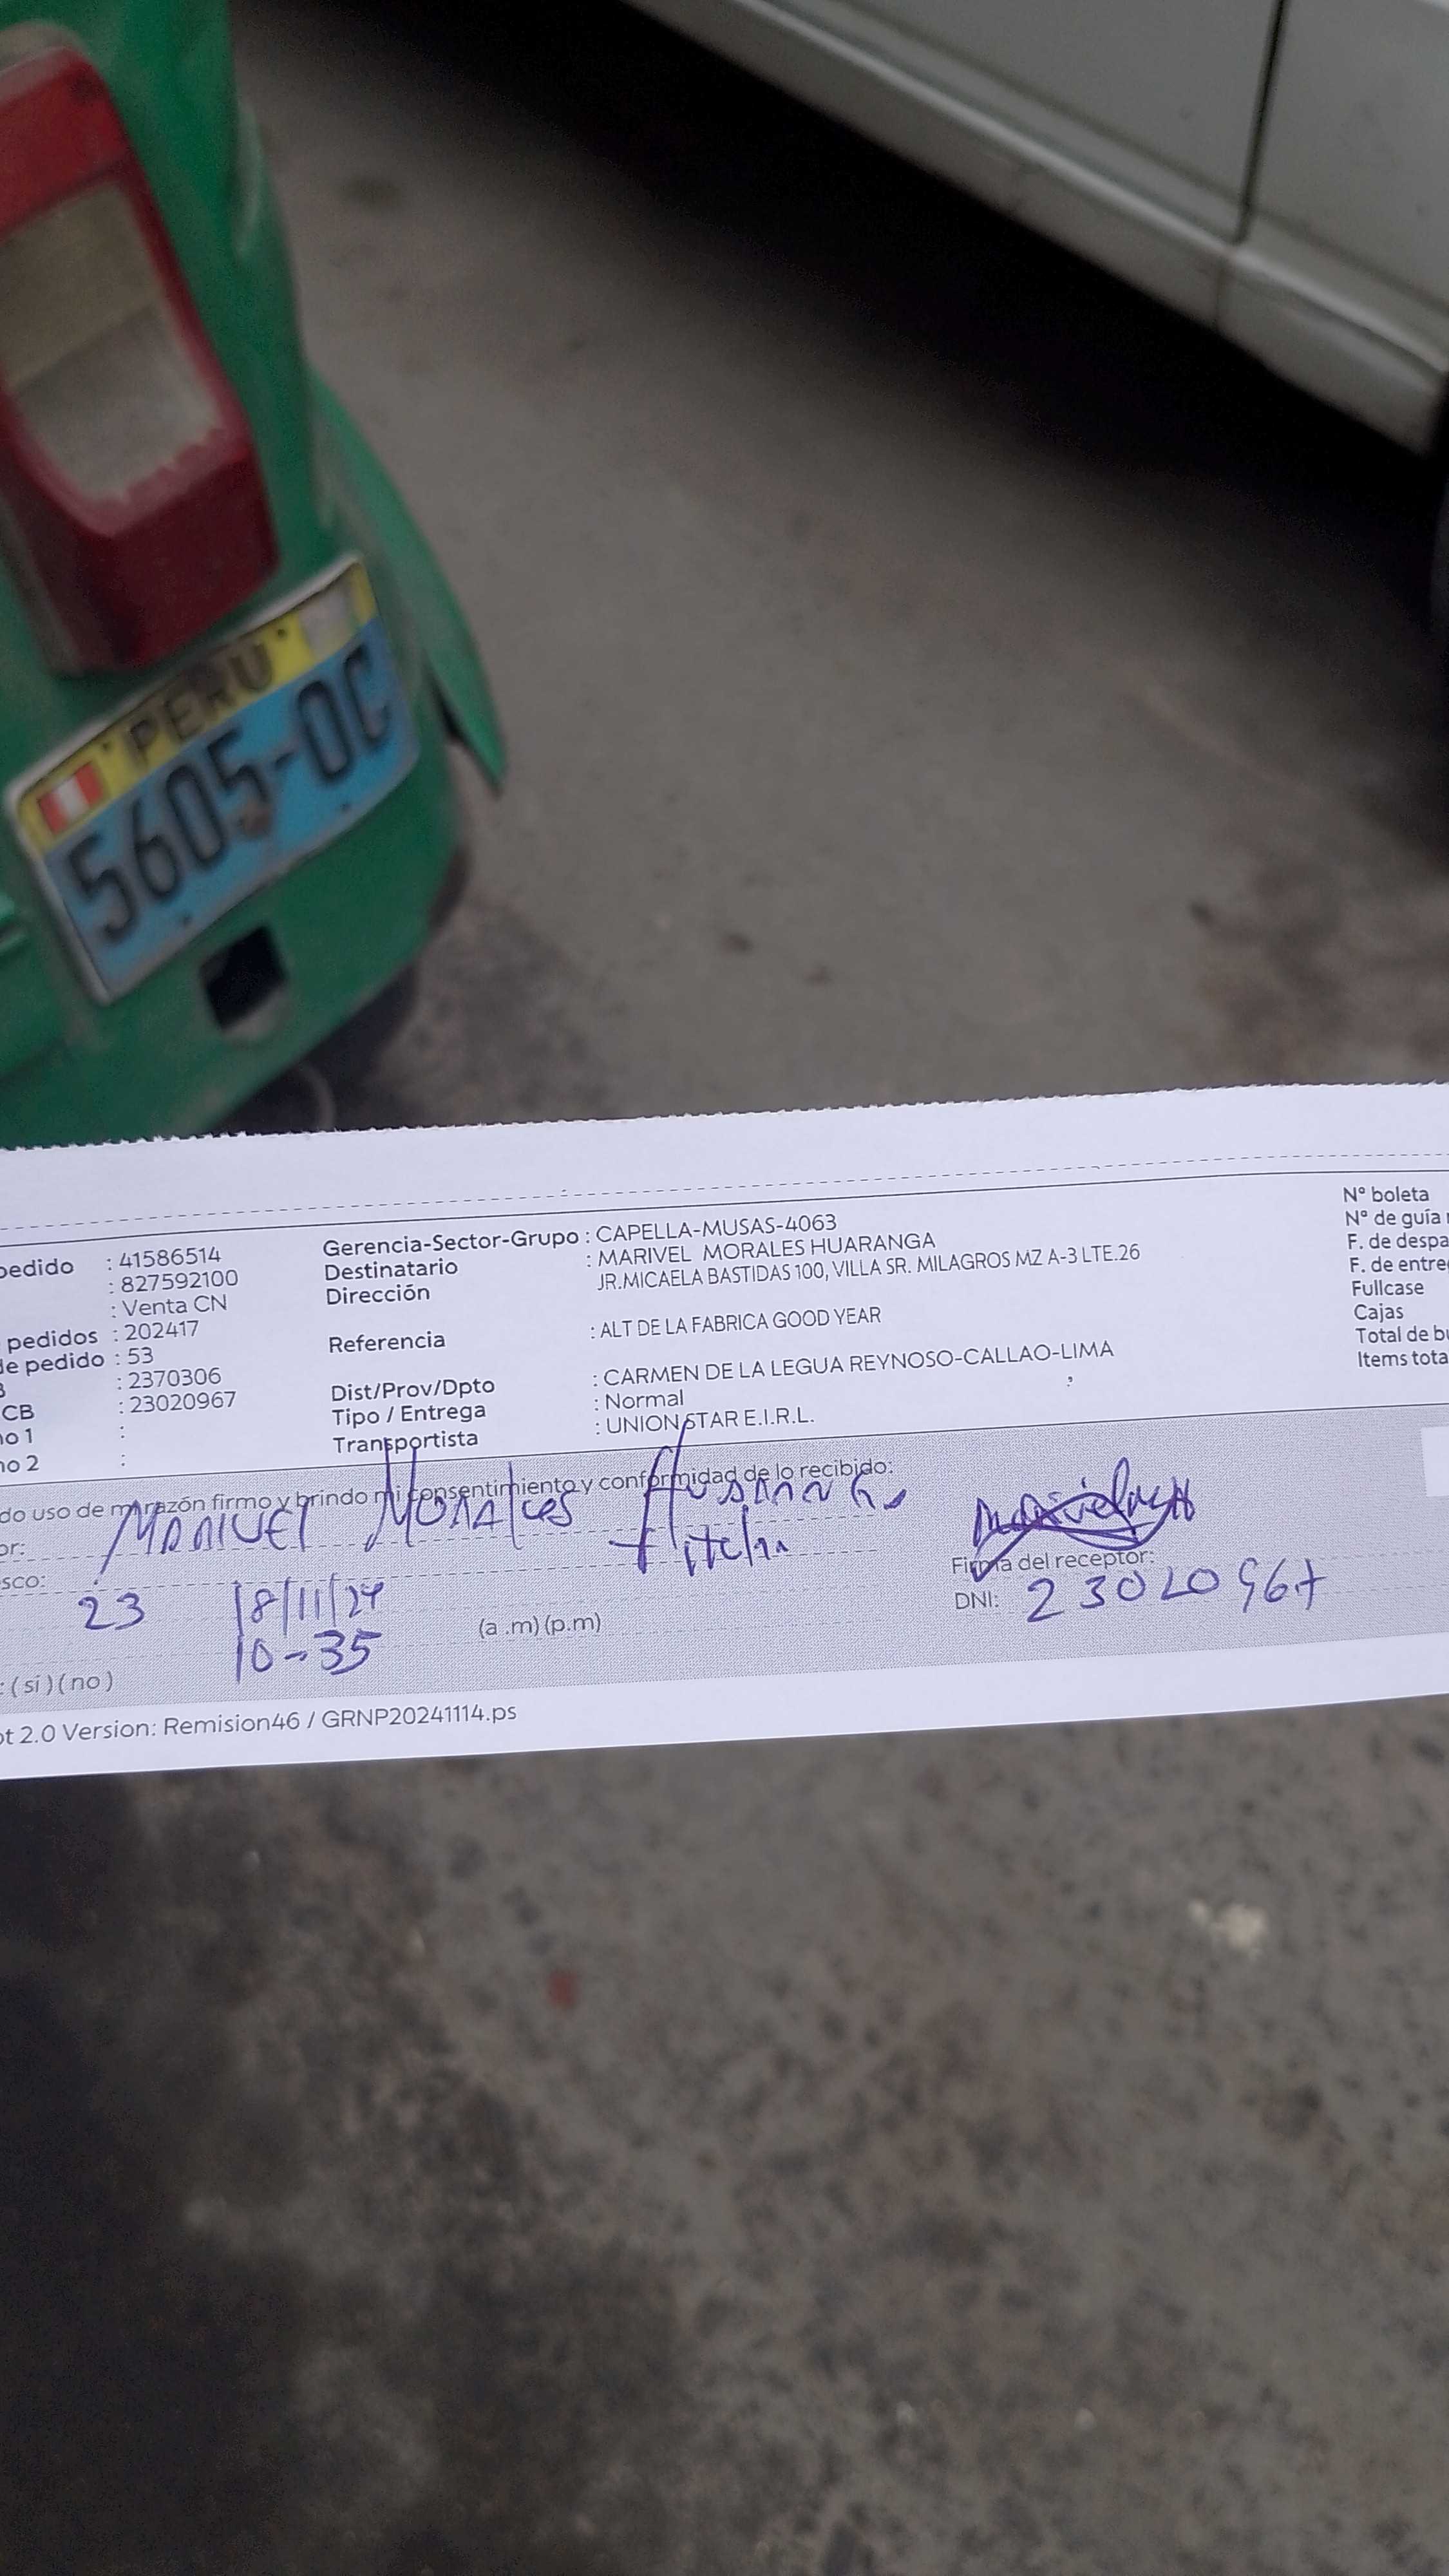 PERU
5605-0C
pedido : 41586514
: 827592100
: Venta CN
pedidos : 202417
de pedido : 53
: 2370306
CB : 23020967
no 1 :
no 2 :
Gerencia-Sector-Grupo : CAPELLA-MUSAS-4063
Destinatario : MARIVEL MORALES HUARANGA
Dirección JR.MICAELA BASTIDAS 100, VILLA SR. MILAGROS MZ A-3 LTE.26
Referencia : ALT DE LA FABRICA GOOD YEAR
Dist/Prov/Dpto : CARMEN DE LA LEGUA REYNOSO-CALLAO-LIMA
Tipo / Entrega : Normal
Transportista : UNION STAR E.I.R.L.
Nº boleta
Nº de guía
F. de despa
F. de entre
Fullcase
Cajas
Total de bu
Items tota
do uso de mi razón firmo y brindo mi consentimiento y conformidad de lo recibido:
or: Morales
sco: titular
Firma del receptor:
DNI: 23020967
23 18/11/24
10-35 (a.m) (p.m)
: (sí) (no)
pt 2.0 Version: Remision46 / GRNP20241114.ps